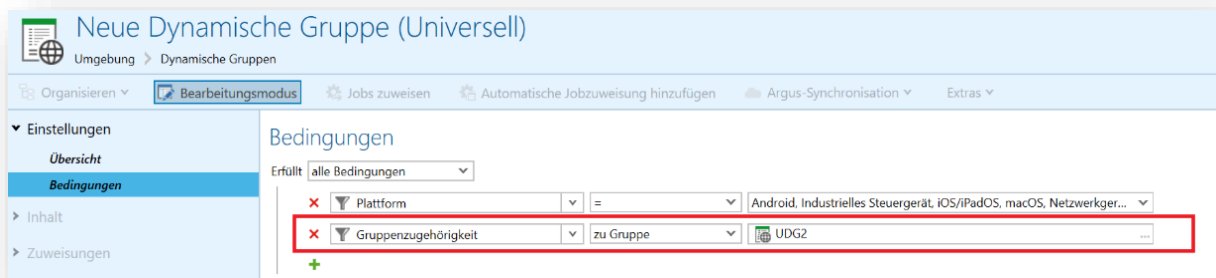 Neue Dynamische Gruppe (Universell)
Umgebung > Dynamische Gruppen
Organisieren Bearbeitungsmodus Jobs zuweisen Automatische Jobzuweisung hinzufügen Argus-Synchronisation Extras
Einstellungen
Übersicht
Bedingungen
Inhalt
Zuweisungen
Bedingungen
Erfüllt alle Bedingungen
Plattform = Android, Industrielles Steuergerät, iOS/iPadOS, macOS, Netzwerkger...
Gruppenzugehörigkeit zu Gruppe UDG2 ...